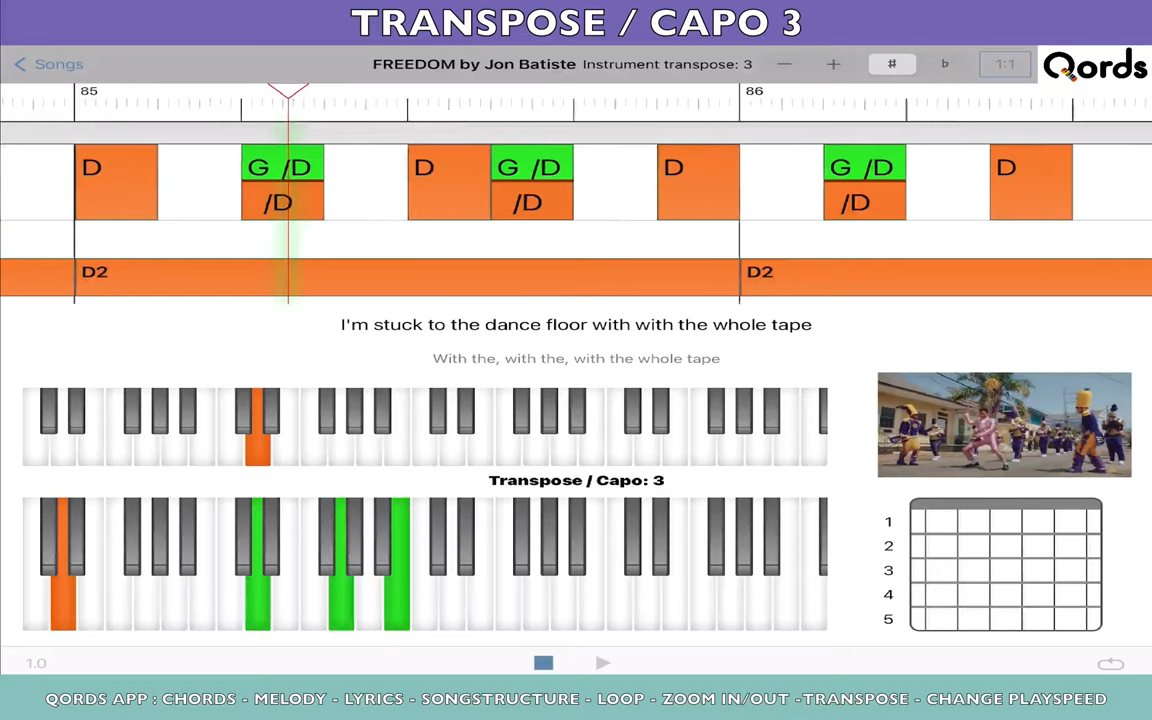 TRANSPOSE / CAPO 3
Songs
FREEDOM by Jon Batiste Instrument transpose: 3 − + # b 1:1
Qords
85 86
D G /D D G /D D G /D D
/D /D /D
D2 D2
I'm stuck to the dance floor with with the whole tape
With the, with the, with the whole tape
Transpose / Capo: 3
1
2
3
4
5
1.0
QORDS APP : CHORDS - MELODY - LYRICS - SONGSTRUCTURE - LOOP - ZOOM IN/OUT -TRANSPOSE - CHANGE PLAYSPEED